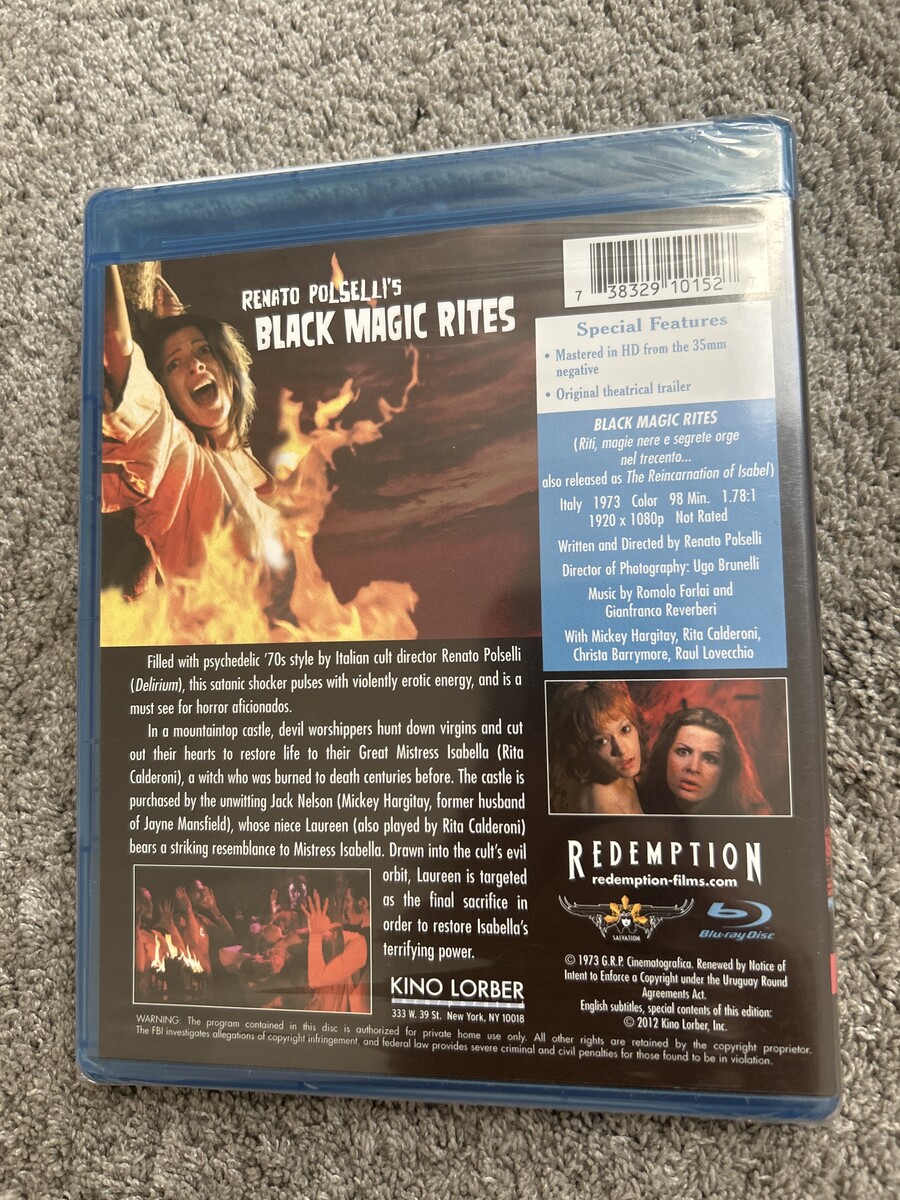 RENATO POLSELLI'S
BLACK MAGIC RITES
7 38329 10152 7
Special Features
• Mastered in HD from the 35mm
negative
• Original theatrical trailer
BLACK MAGIC RITES
(Riti, magie nere e segrete orge
nel trecento...
also released as The Reincarnation of Isabel)
Italy 1973 Color 98 Min. 1.78:1
1920 x 1080p Not Rated
Written and Directed by Renato Polselli
Director of Photography: Ugo Brunelli
Music by Romolo Forlai and
Gianfranco Reverberi
With Mickey Hargitay, Rita Calderoni,
Christa Barrymore, Raul Lovecchio
Filled with psychedelic '70s style by Italian cult director Renato Polselli
(Delirium), this satanic shocker pulses with violently erotic energy, and is a
must see for horror aficionados.
In a mountaintop castle, devil worshippers hunt down virgins and cut
out their hearts to restore life to their Great Mistress Isabella (Rita
Calderoni), a witch who was burned to death centuries before. The castle is
purchased by the unwitting Jack Nelson (Mickey Hargitay, former husband
of Jayne Mansfield), whose niece Laureen (also played by Rita Calderoni)
bears a striking resemblance to Mistress Isabella. Drawn into the cult's evil
orbit, Laureen is targeted
as the final sacrifice in
order to restore Isabella's
terrifying power.
KINO LORBER
333 W. 39 St. New York, NY 10018
REDEMPTION
redemption-films.com
SALVATION
Blu-ray Disc
© 1973 G.R.P. Cinematografica. Renewed by Notice of
Intent to Enforce a Copyright under the Uruguay Round
Agreements Act.
English subtitles, special contents of this edition:
© 2012 Kino Lorber, Inc.
WARNING: The program contained in this disc is authorized for private home use only. All other rights are retained by the copyright proprietor.
The FBI investigates allegations of copyright infringement, and federal law provides severe criminal and civil penalties for those found to be in violation.